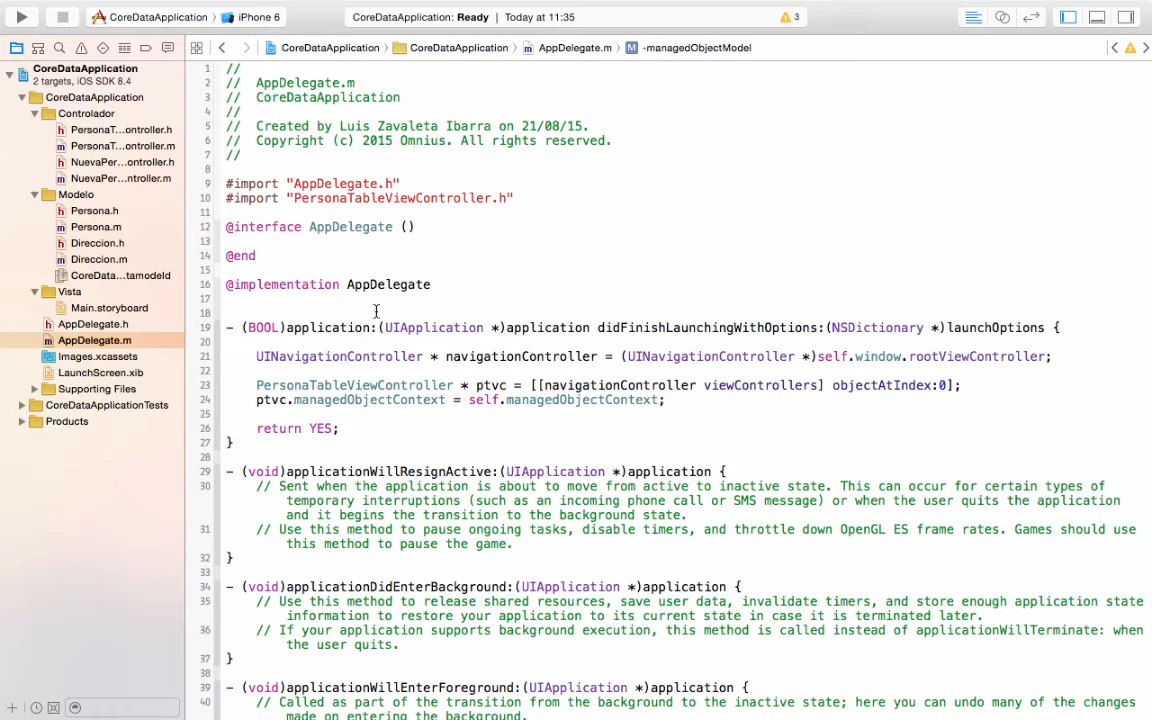 CoreDataApplication
iPhone 6
CoreDataApplication: Ready
Today at 11:35
3
CoreDataApplication
CoreDataApplication
AppDelegate.m
M
-managedObjectModel
CoreDataApplication
2 targets, iOS SDK 8.4
CoreDataApplication
Controlador
h PersonaT...ontroller.h
m PersonaT...ontroller.m
h NuevaPer...ontroller.h
m NuevaPer...ntroller.m
Modelo
h Persona.h
m Persona.m
h Direccion.h
m Direccion.m
CoreData....tamodeld
Vista
Main.storyboard
h AppDelegate.h
m AppDelegate.m
Images.xcassets
LaunchScreen.xib
Supporting Files
CoreDataApplicationTests
Products
1 //
2 // AppDelegate.m
3 // CoreDataApplication
4 //
5 // Created by Luis Zavaleta Ibarra on 21/08/15.
6 // Copyright (c) 2015 Omnius. All rights reserved.
7 //
8
9 #import "AppDelegate.h"
10 #import "PersonaTableViewController.h"
11
12 @interface AppDelegate ()
13
14 @end
15
16 @implementation AppDelegate
17
18
19 - (BOOL)application:(UIApplication *)application didFinishLaunchingWithOptions:(NSDictionary *)launchOptions {
20
21 UINavigationController * navigationController = (UINavigationController *)self.window.rootViewController;
22
23 PersonaTableViewController * ptvc = [[navigationController viewControllers] objectAtIndex:0];
24 ptvc.managedObjectContext = self.managedObjectContext;
25
26 return YES;
27 }
28
29 - (void)applicationWillResignActive:(UIApplication *)application {
30 // Sent when the application is about to move from active to inactive state. This can occur for certain types of
temporary interruptions (such as an incoming phone call or SMS message) or when the user quits the application
and it begins the transition to the background state.
31 // Use this method to pause ongoing tasks, disable timers, and throttle down OpenGL ES frame rates. Games should use
this method to pause the game.
32 }
33
34 - (void)applicationDidEnterBackground:(UIApplication *)application {
35 // Use this method to release shared resources, save user data, invalidate timers, and store enough application state
information to restore your application to its current state in case it is terminated later.
36 // If your application supports background execution, this method is called instead of applicationWillTerminate: when
the user quits.
37 }
38
39 - (void)applicationWillEnterForeground:(UIApplication *)application {
40 // Called as part of the transition from the background to the inactive state; here you can undo many of the changes
made on entering the background.